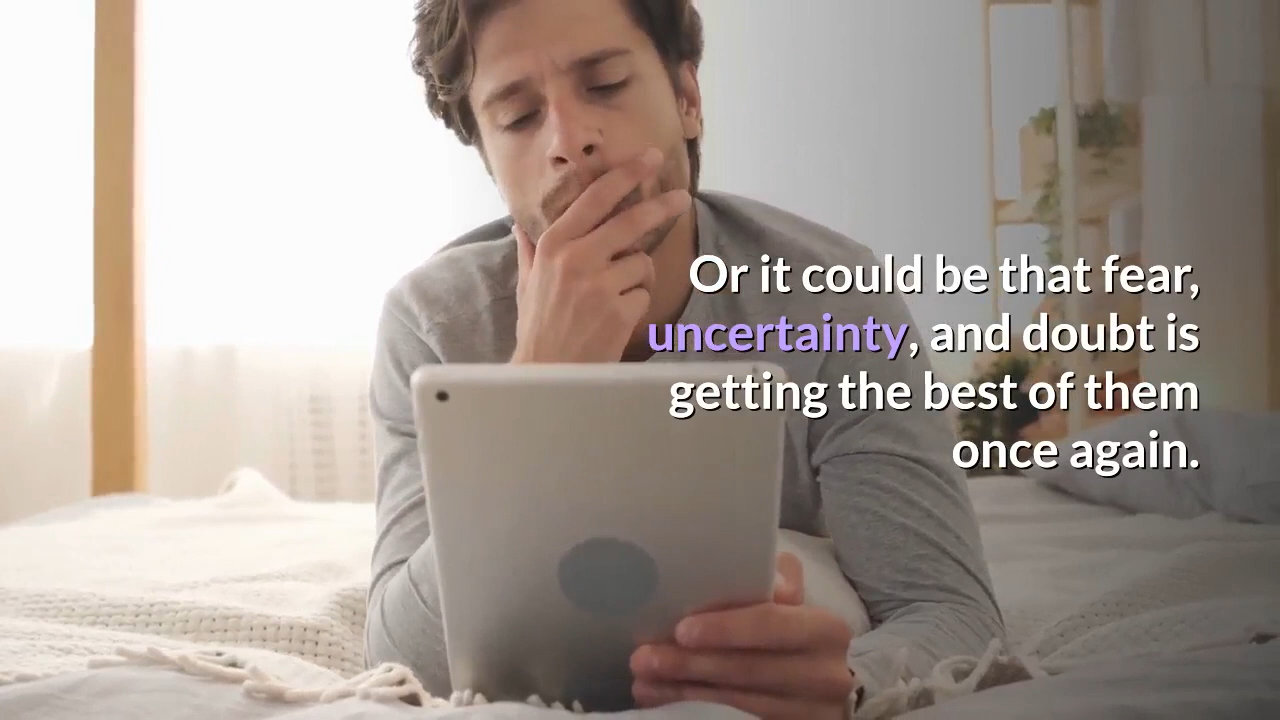 Or it could be that fear,
uncertainty, and doubt is
getting the best of them
once again.